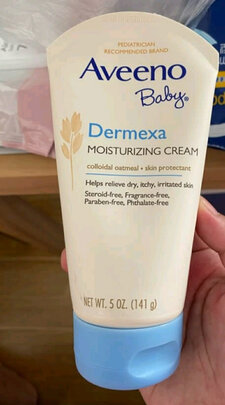 PEDIATRICIAN
RECOMMENDED BRAND
Aveeno
Baby®
Dermexa
MOISTURIZING CREAM
colloidal oatmeal • skin protectant
Helps relieve dry, itchy, irritated skin
Steroid-free, Fragrance-free,
Paraben-free, Phthalate-free
NET WT. 5 OZ. (141 g)